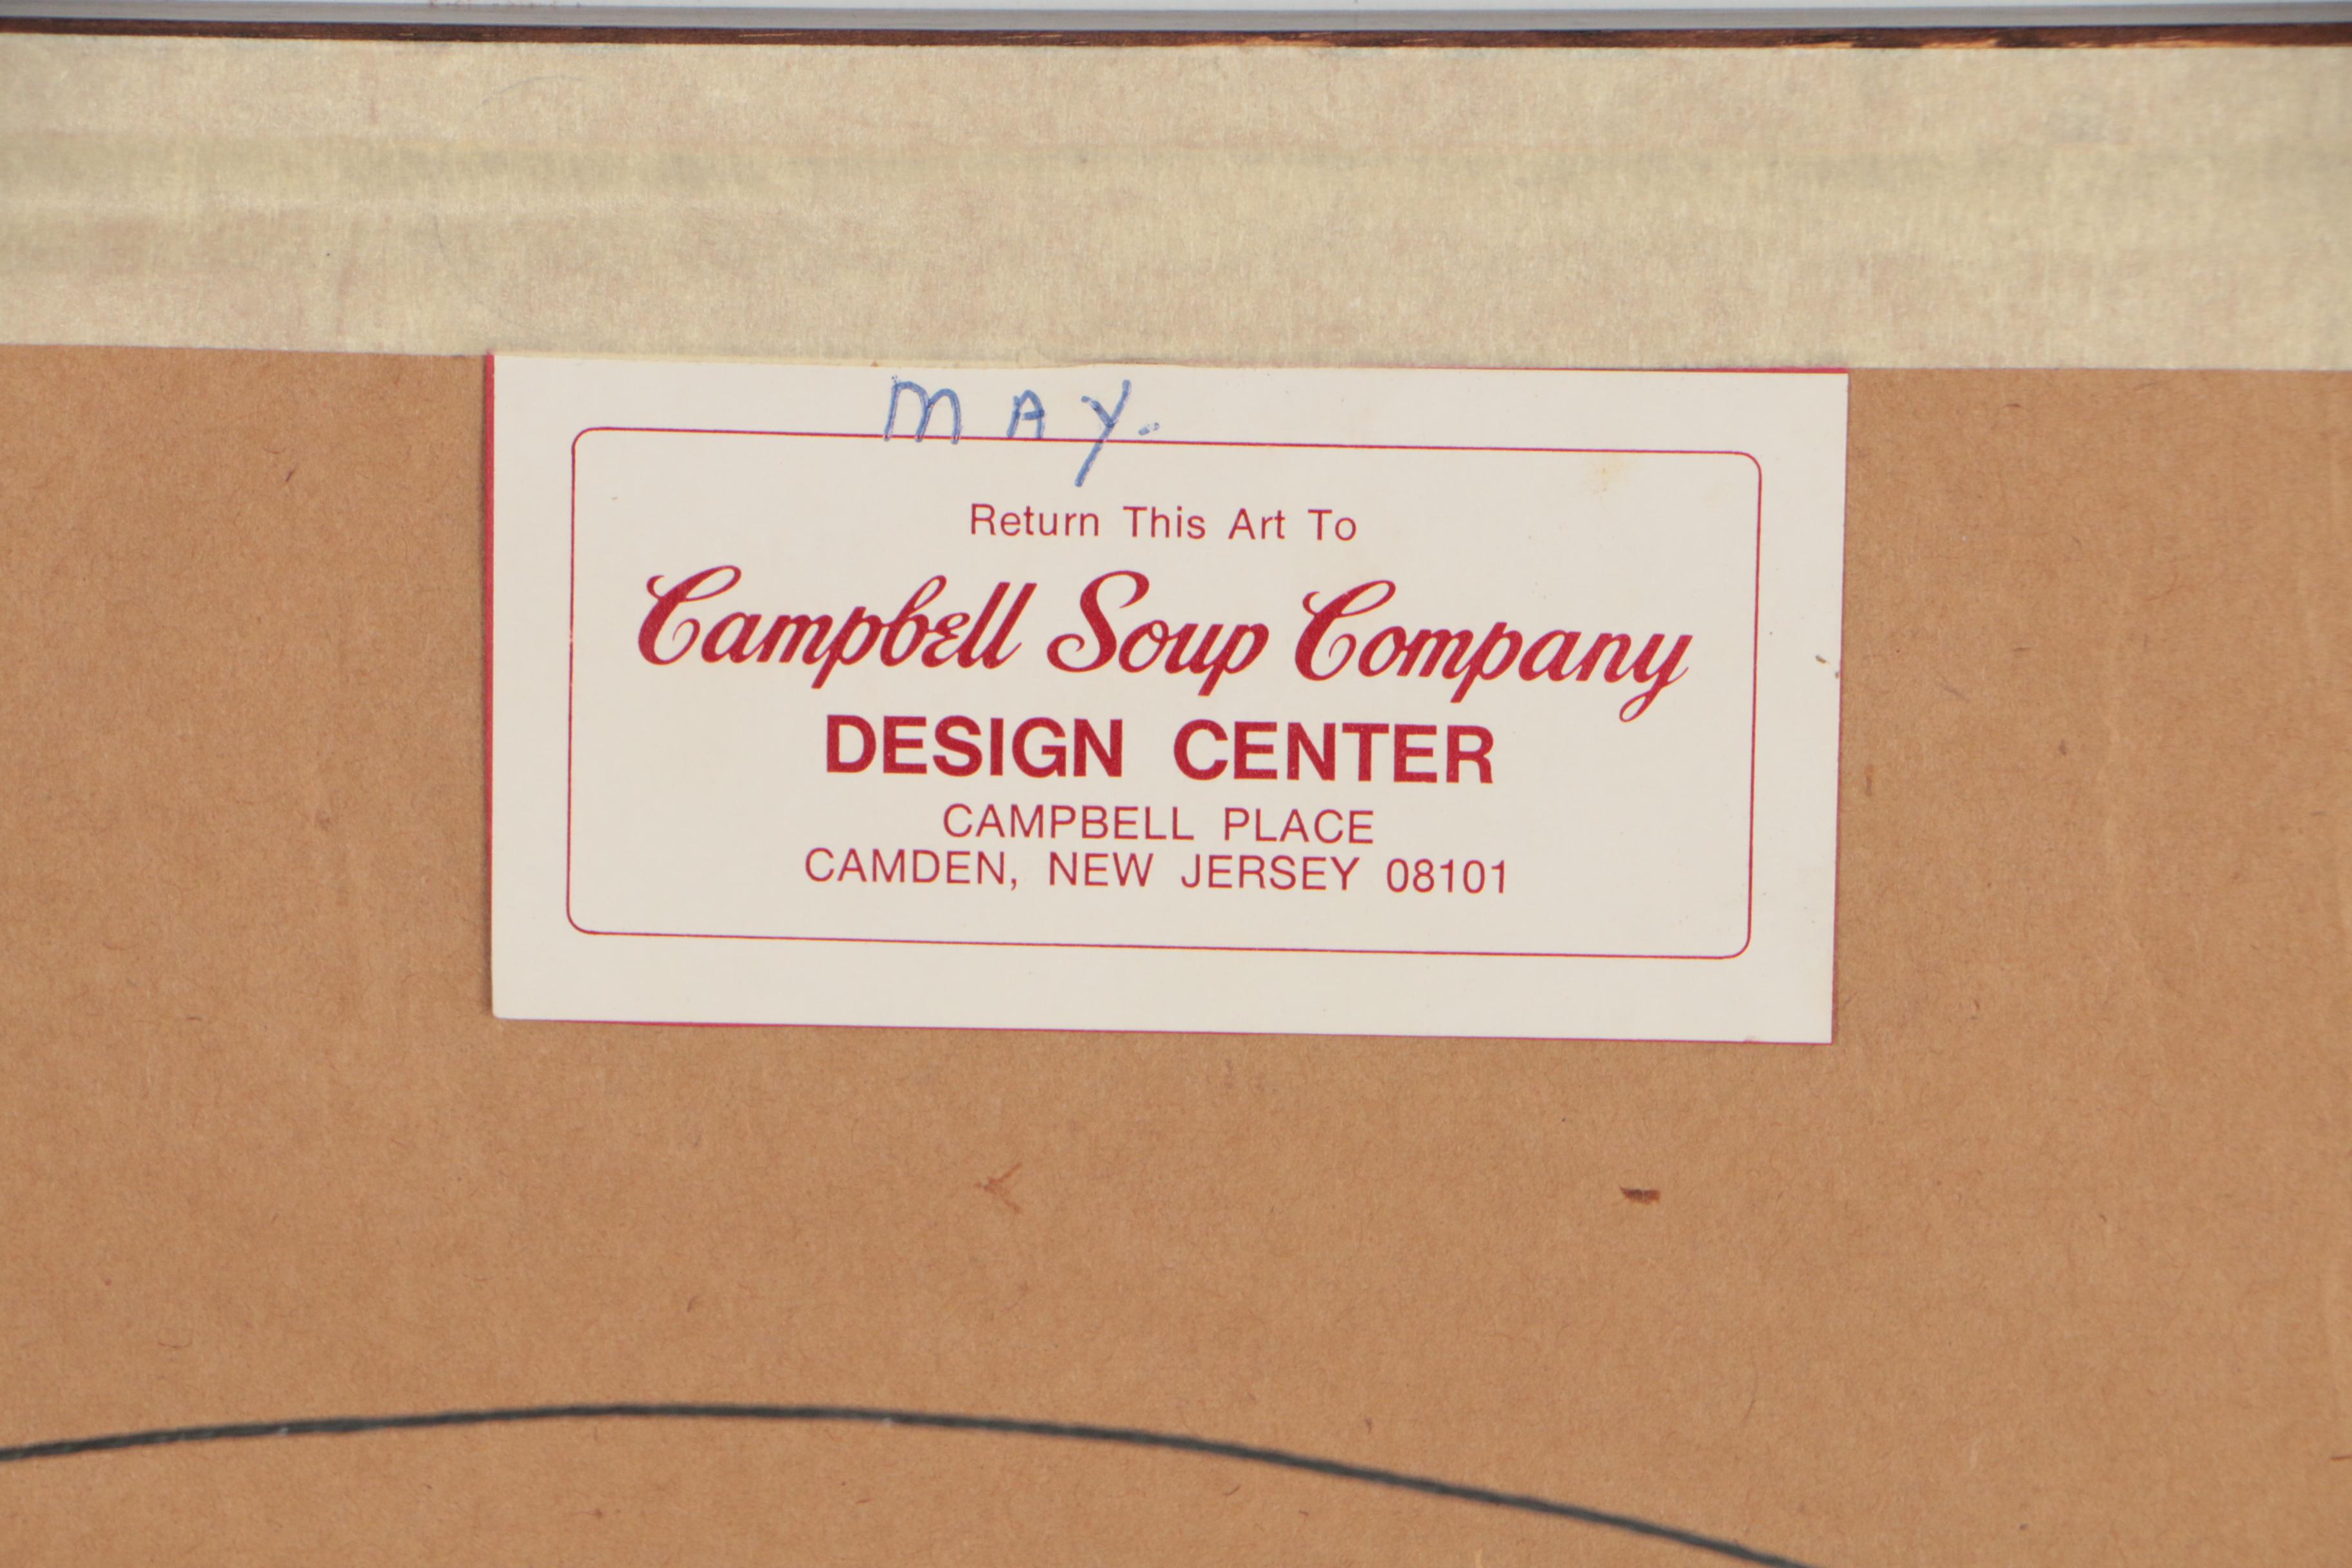 MAY.
Return This Art To
Campbell Soup Company
DESIGN CENTER
CAMPBELL PLACE
CAMDEN, NEW JERSEY 08101